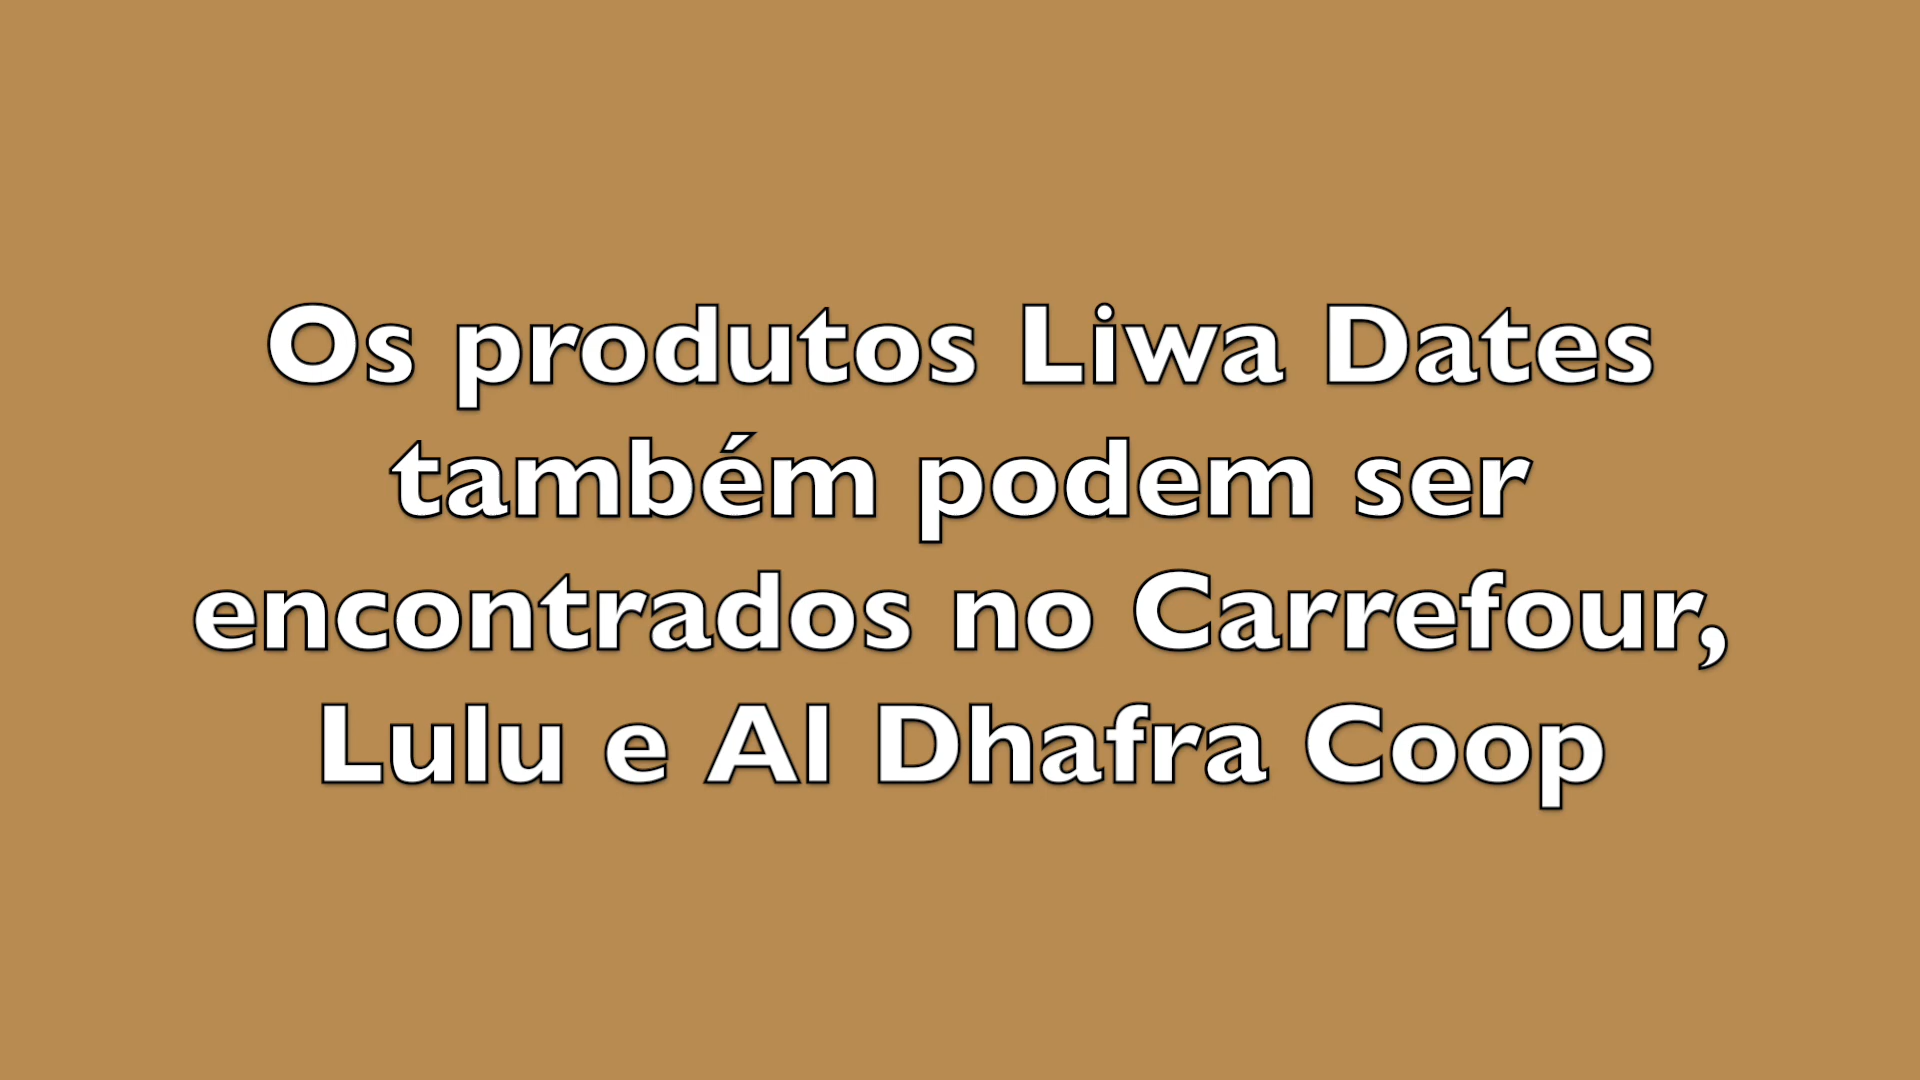 Os produtos Liwa Dates
também podem ser
encontrados no Carrefour,
Lulu e Al Dhafra Coop